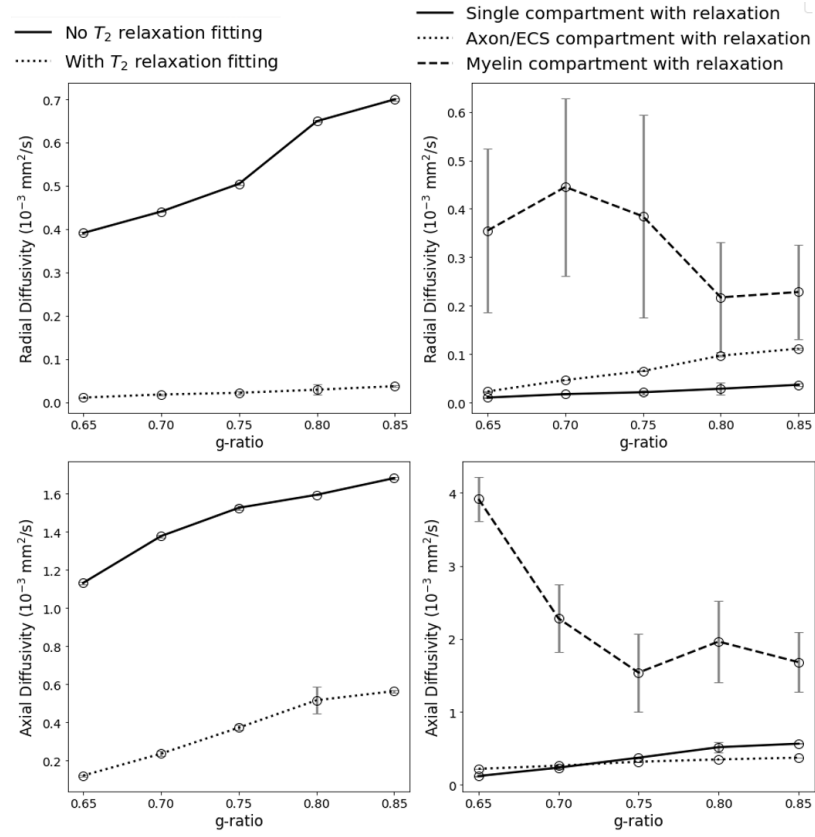 No T₂ relaxation fitting
With T₂ relaxation fitting
Single compartment with relaxation
Axon/ECS compartment with relaxation
Myelin compartment with relaxation
Radial Diffusivity (10⁻³ mm²/s)
0.7
0.6
0.5
0.4
0.3
0.2
0.1
0.0
0.65 0.70 0.75 0.80 0.85
g-ratio
Radial Diffusivity (10⁻³ mm²/s)
0.6
0.5
0.4
0.3
0.2
0.1
0.0
0.65 0.70 0.75 0.80 0.85
g-ratio
Axial Diffusivity (10⁻³ mm²/s)
1.6
1.4
1.2
1.0
0.8
0.6
0.4
0.2
0.65 0.70 0.75 0.80 0.85
g-ratio
Axial Diffusivity (10⁻³ mm²/s)
4
3
2
1
0
0.65 0.70 0.75 0.80 0.85
g-ratio